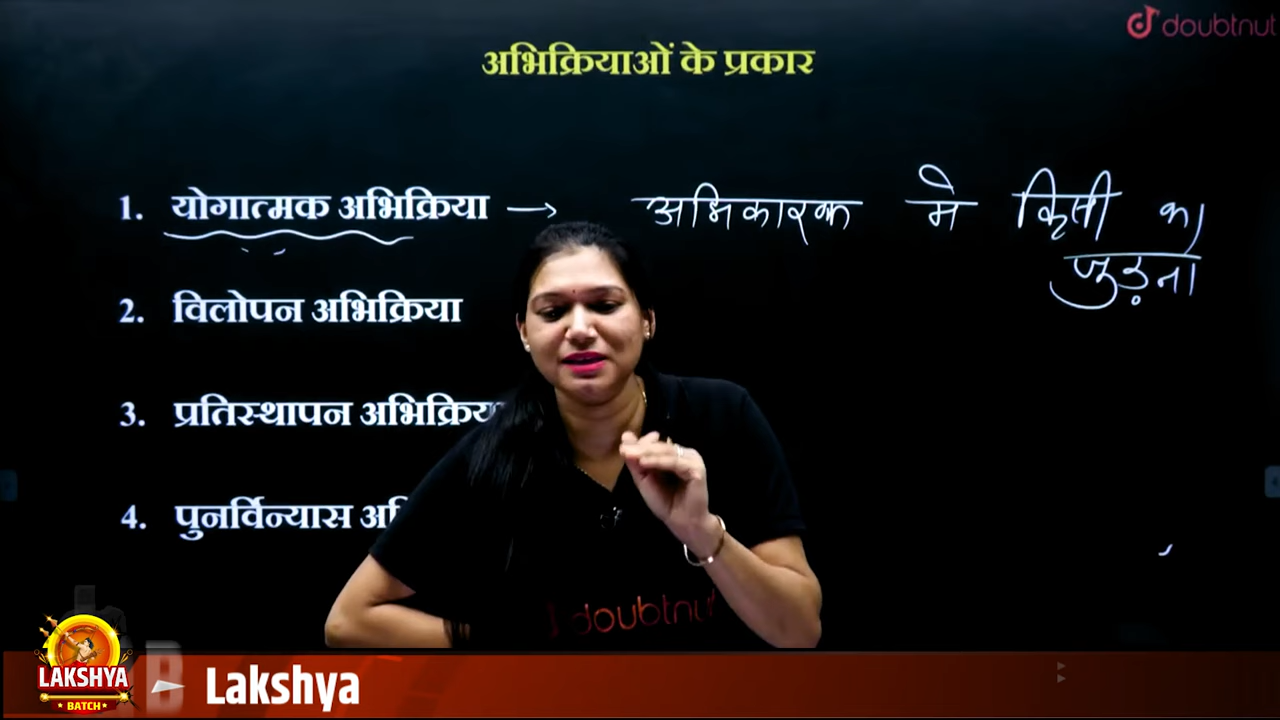 doubtnut
अभिक्रियाओं के प्रकार
1. योगात्मक अभिक्रिया → अभिकारक में किसी का
जुड़ना
2. विलोपन अभिक्रिया
3. प्रतिस्थापन अभिक्रिया
4. पुनर्विन्यास
doubtnut
LAKSHYA
BATCH
Lakshya